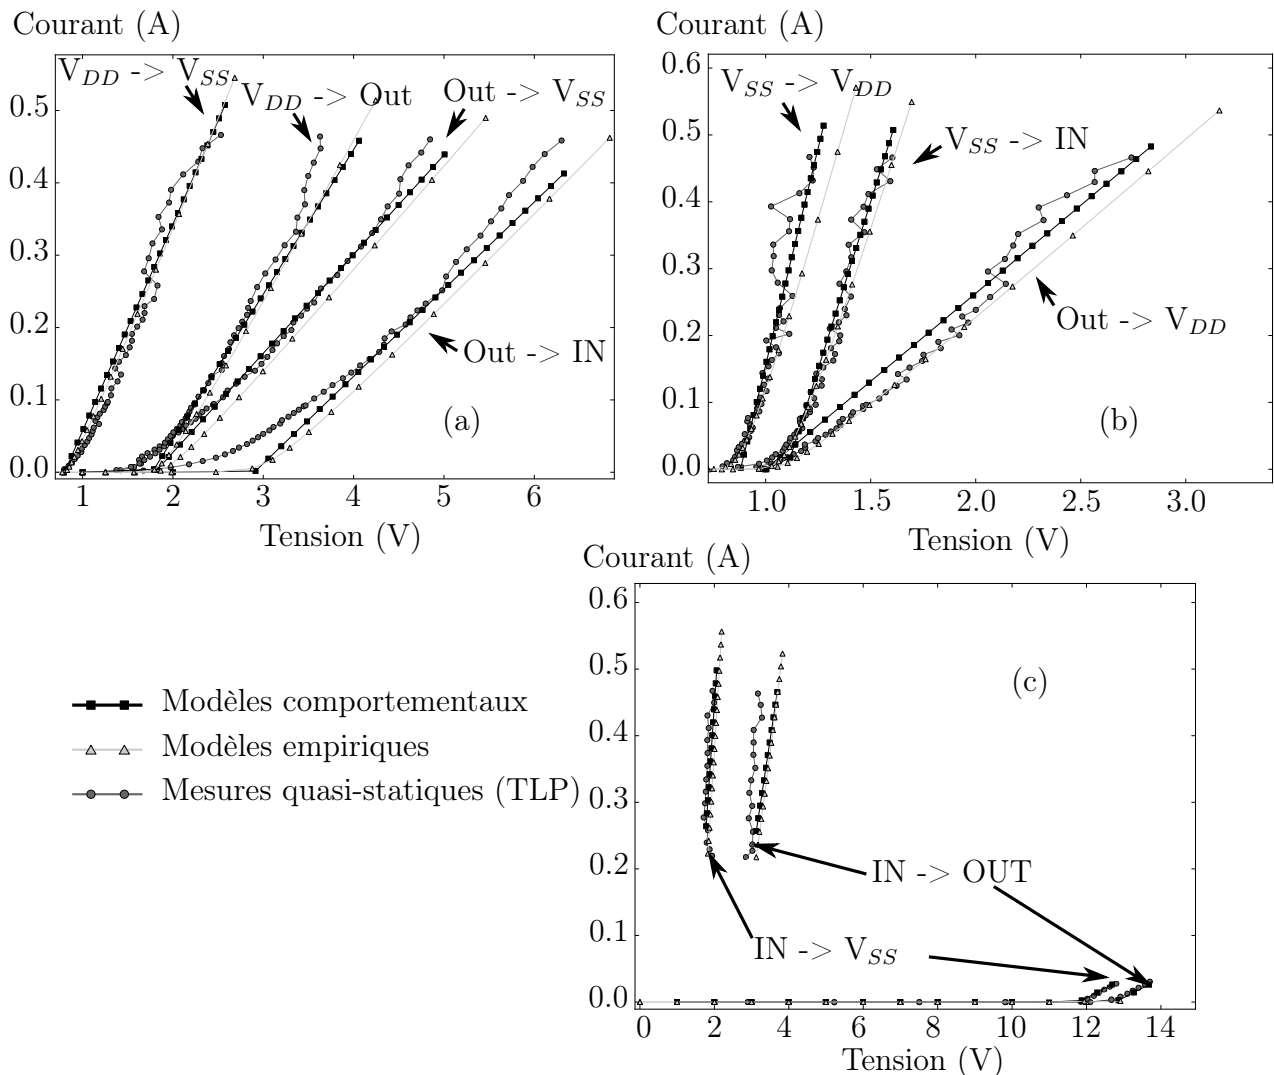 Courant (A)
V_DD -> V_SS
V_DD -> Out
Out -> V_SS
Out -> IN
(a)
0.5
0.4
0.3
0.2
0.1
0.0
1 2 3 4 5 6
Tension (V)
Courant (A)
V_SS -> V_DD
V_SS -> IN
Out -> V_DD
(b)
0.6
0.5
0.4
0.3
0.2
0.1
0.0
1.0 1.5 2.0 2.5 3.0
Tension (V)
Courant (A)
(c)
IN -> OUT
IN -> V_SS
0.6
0.5
0.4
0.3
0.2
0.1
0.0
0 2 4 6 8 10 12 14
Tension (V)
Modèles comportementaux
Modèles empiriques
Mesures quasi-statiques (TLP)